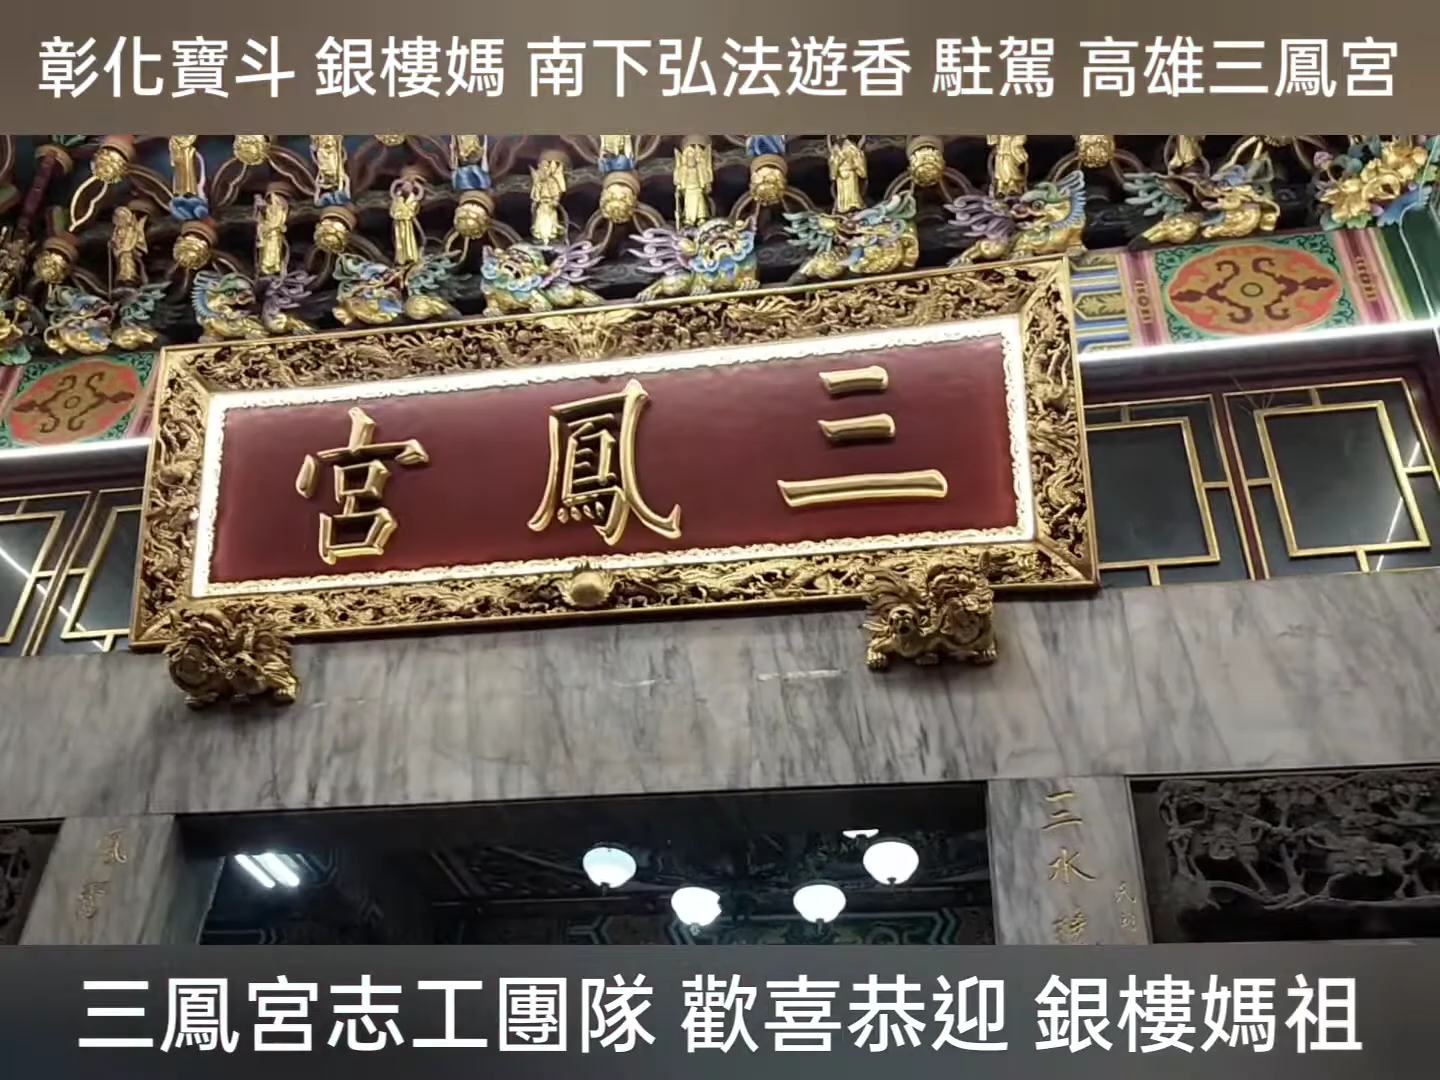 彰化寶斗 銀樓媽 南下弘法遊香 駐駕 高雄三鳳宮
三鳳宮
三水
三鳳宮志工團隊 歡喜恭迎 銀樓媽祖